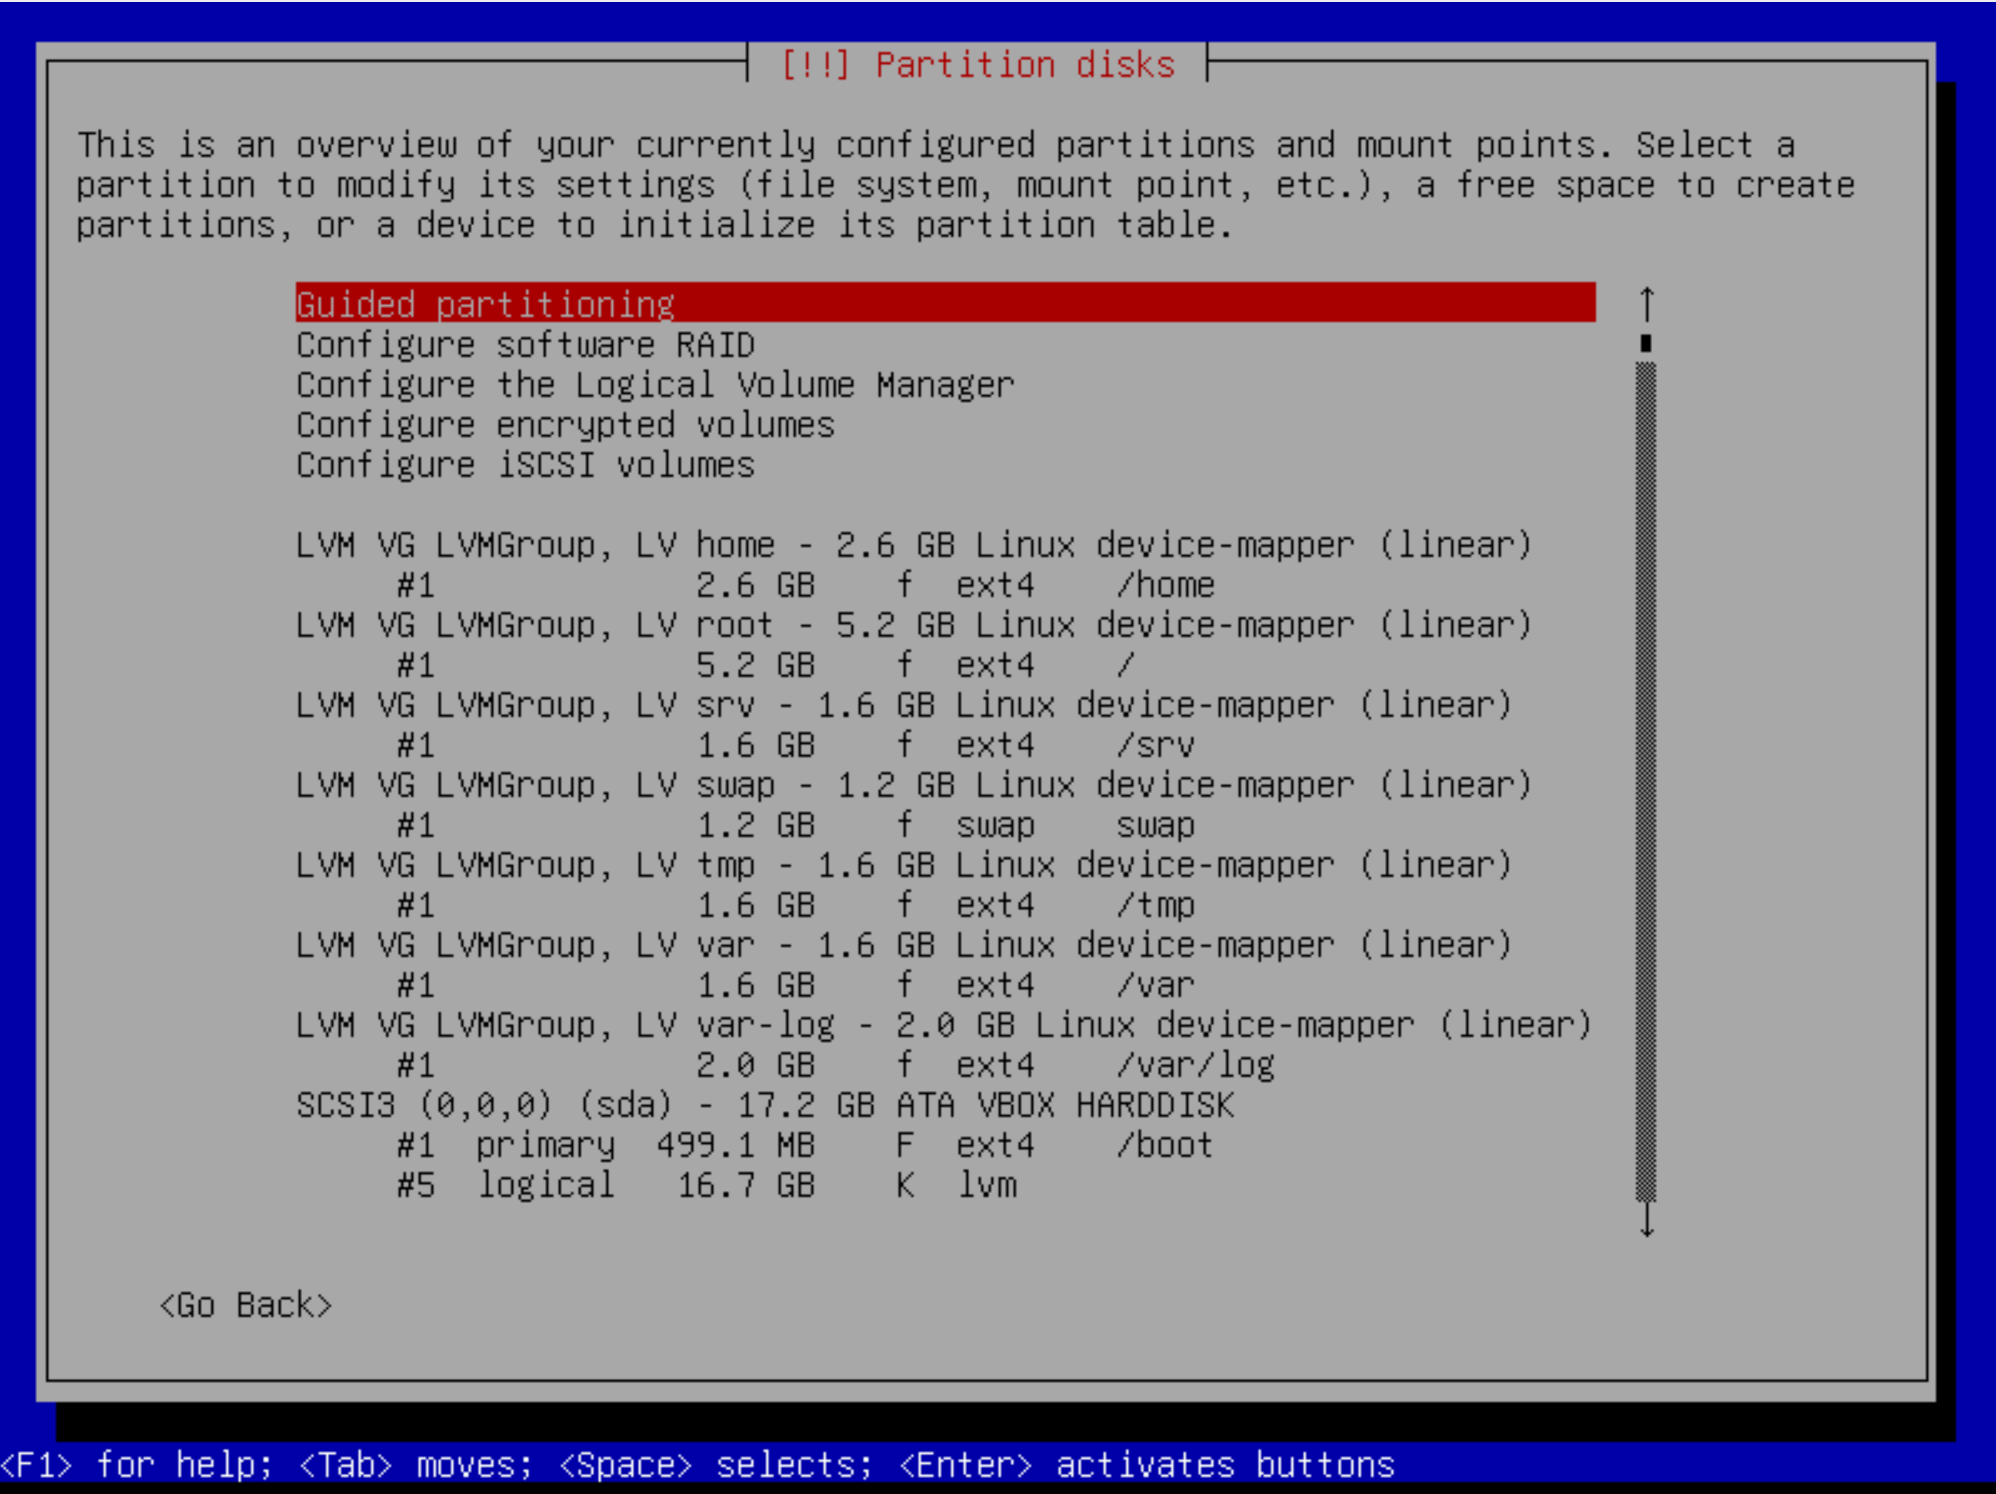 [!!] Partition disks
This is an overview of your currently configured partitions and mount points. Select a
partition to modify its settings (file system, mount point, etc.), a free space to create
partitions, or a device to initialize its partition table.
Guided partitioning
Configure software RAID
Configure the Logical Volume Manager
Configure encrypted volumes
Configure iSCSI volumes
LVM VG LVMGroup, LV home - 2.6 GB Linux device-mapper (linear)
#1 2.6 GB f ext4 /home
LVM VG LVMGroup, LV root - 5.2 GB Linux device-mapper (linear)
#1 5.2 GB f ext4 /
LVM VG LVMGroup, LV srv - 1.6 GB Linux device-mapper (linear)
#1 1.6 GB f ext4 /srv
LVM VG LVMGroup, LV swap - 1.2 GB Linux device-mapper (linear)
#1 1.2 GB f swap swap
LVM VG LVMGroup, LV tmp - 1.6 GB Linux device-mapper (linear)
#1 1.6 GB f ext4 /tmp
LVM VG LVMGroup, LV var - 1.6 GB Linux device-mapper (linear)
#1 1.6 GB f ext4 /var
LVM VG LVMGroup, LV var-log - 2.0 GB Linux device-mapper (linear)
#1 2.0 GB f ext4 /var/log
SCSI3 (0,0,0) (sda) - 17.2 GB ATA VBOX HARDDISK
#1 primary 499.1 MB F ext4 /boot
#5 logical 16.7 GB K lvm
<Go Back>
<F1> for help; <Tab> moves; <Space> selects; <Enter> activates buttons